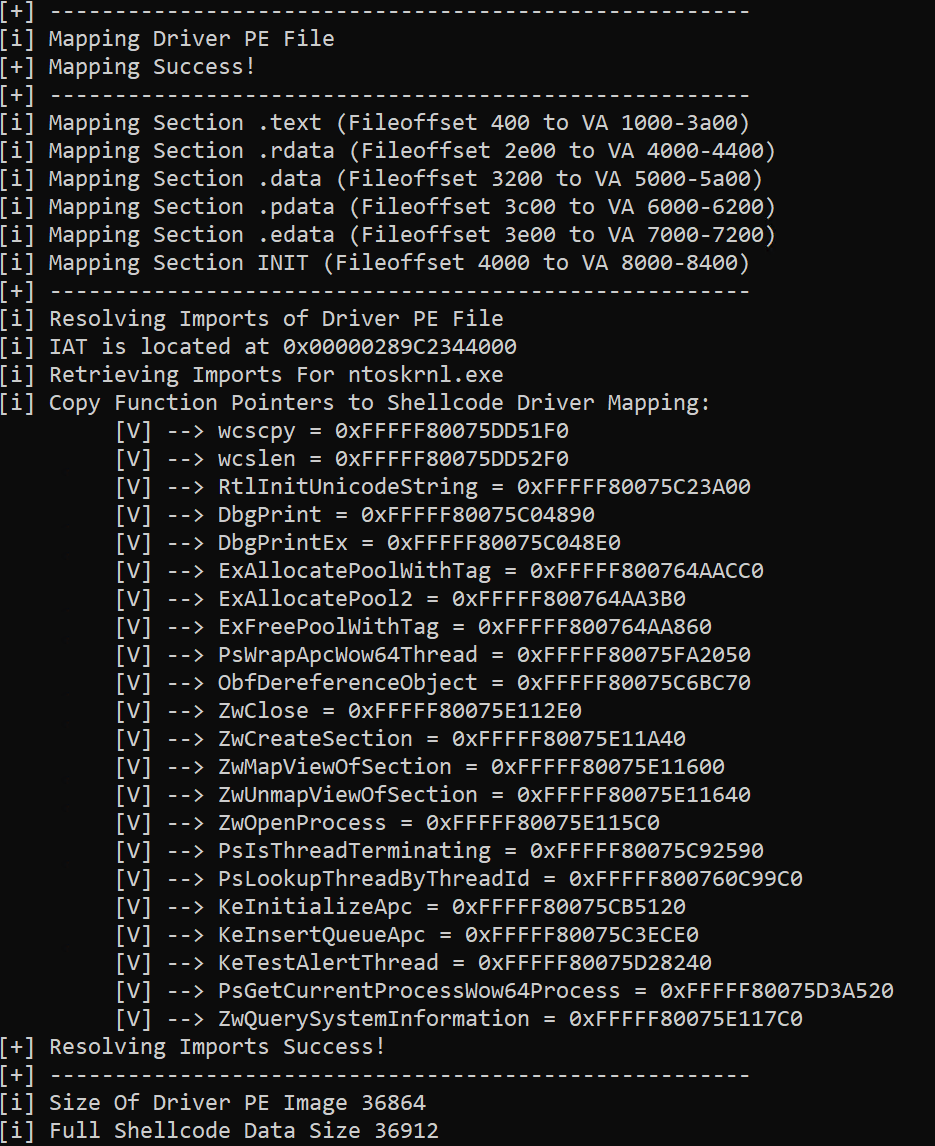 [+] ------------------------------------------------------
[i] Mapping Driver PE File
[+] Mapping Success!
[+] ------------------------------------------------------
[i] Mapping Section .text (Fileoffset 400 to VA 1000-3a00)
[i] Mapping Section .rdata (Fileoffset 2e00 to VA 4000-4400)
[i] Mapping Section .data (Fileoffset 3200 to VA 5000-5a00)
[i] Mapping Section .pdata (Fileoffset 3c00 to VA 6000-6200)
[i] Mapping Section .edata (Fileoffset 3e00 to VA 7000-7200)
[i] Mapping Section INIT (Fileoffset 4000 to VA 8000-8400)
[+] ------------------------------------------------------
[i] Resolving Imports of Driver PE File
[i] IAT is located at 0x00000289C2344000
[i] Retrieving Imports For ntoskrnl.exe
[i] Copy Function Pointers to Shellcode Driver Mapping:
[V] --> wcscpy = 0xFFFFF80075DD51F0
[V] --> wcslen = 0xFFFFF80075DD52F0
[V] --> RtlInitUnicodeString = 0xFFFFF80075C23A00
[V] --> DbgPrint = 0xFFFFF80075C04890
[V] --> DbgPrintEx = 0xFFFFF80075C048E0
[V] --> ExAllocatePoolWithTag = 0xFFFFF800764AACC0
[V] --> ExAllocatePool2 = 0xFFFFF800764AA3B0
[V] --> ExFreePoolWithTag = 0xFFFFF800764AA860
[V] --> PsWrapApcWow64Thread = 0xFFFFF80075FA2050
[V] --> ObfDereferenceObject = 0xFFFFF80075C6BC70
[V] --> ZwClose = 0xFFFFF80075E112E0
[V] --> ZwCreateSection = 0xFFFFF80075E11A40
[V] --> ZwMapViewOfSection = 0xFFFFF80075E11600
[V] --> ZwUnmapViewOfSection = 0xFFFFF80075E11640
[V] --> ZwOpenProcess = 0xFFFFF80075E115C0
[V] --> PsIsThreadTerminating = 0xFFFFF80075C92590
[V] --> PsLookupThreadByThreadId = 0xFFFFF800760C99C0
[V] --> KeInitializeApc = 0xFFFFF80075CB5120
[V] --> KeInsertQueueApc = 0xFFFFF80075C3ECE0
[V] --> KeTestAlertThread = 0xFFFFF80075D28240
[V] --> PsGetCurrentProcessWow64Process = 0xFFFFF80075D3A520
[V] --> ZwQuerySystemInformation = 0xFFFFF80075E117C0
[+] Resolving Imports Success!
[+] ------------------------------------------------------
[i] Size Of Driver PE Image 36864
[i] Full Shellcode Data Size 36912